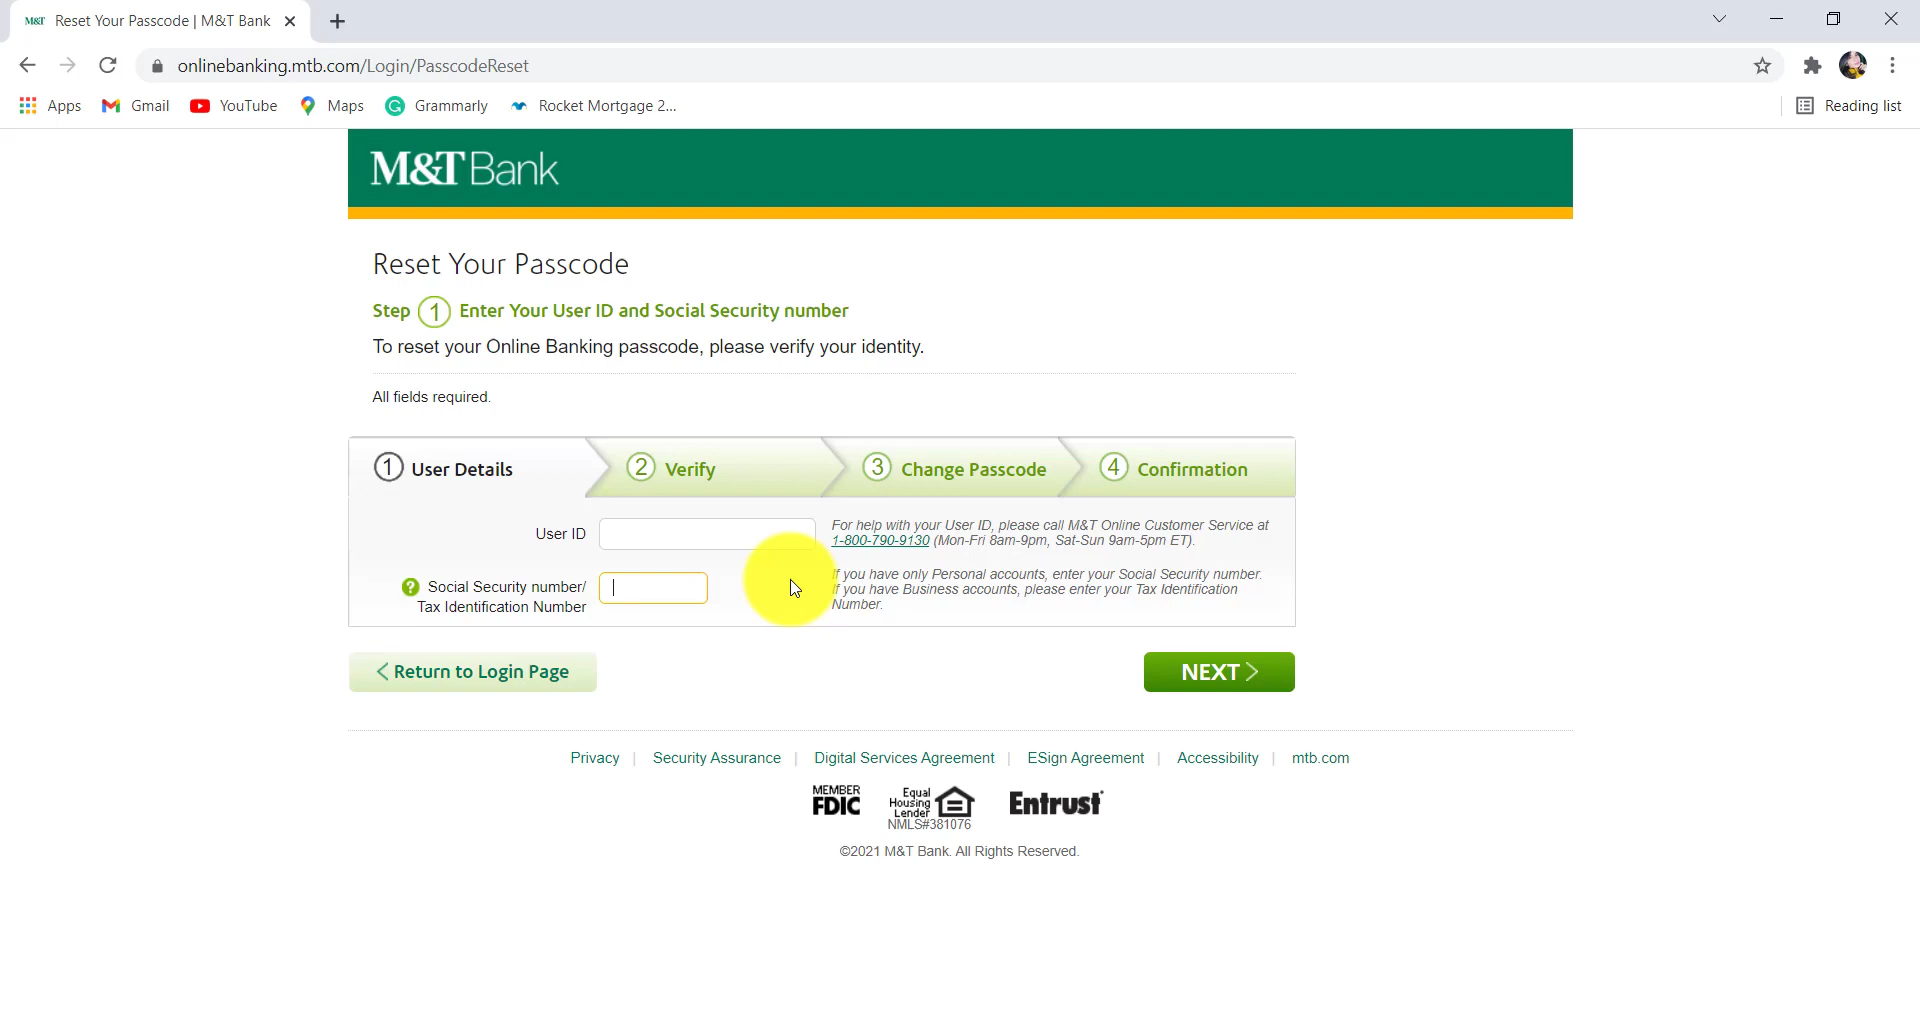 M&T Reset Your Passcode | M&T Bank
onlinebanking.mtb.com/Login/PasscodeReset
Apps Gmail YouTube Maps Grammarly Rocket Mortgage 2... Reading list
M&T Bank
Reset Your Passcode
Step 1 Enter Your User ID and Social Security number
To reset your Online Banking passcode, please verify your identity.
All fields required.
1 User Details 2 Verify 3 Change Passcode 4 Confirmation
User ID
For help with your User ID, please call M&T Online Customer Service at
1-800-790-9130 (Mon-Fri 8am-9pm, Sat-Sun 9am-5pm ET).
? Social Security number/
Tax Identification Number
If you have only Personal accounts, enter your Social Security number.
If you have Business accounts, please enter your Tax Identification
Number.
< Return to Login Page NEXT >
Privacy | Security Assurance | Digital Services Agreement | ESign Agreement | Accessibility | mtb.com
MEMBER
FDIC
Equal
Housing
Lender
NMLS#381076
Entrust
©2021 M&T Bank. All Rights Reserved.